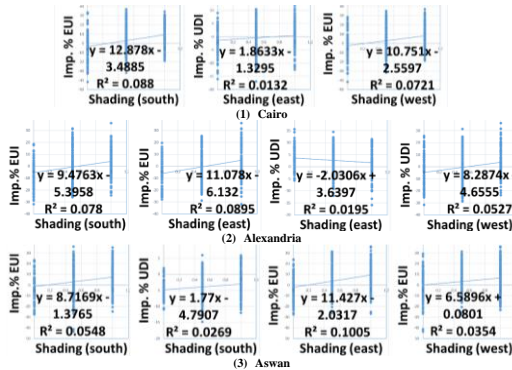 Imp. % EUI
y = 12.878x -
3.4885
R² = 0.088
Shading (south)
Imp. % UDI
y = 1.8633x -
1.3295
R² = 0.0132
Shading (east)
Imp. % EUI
y = 10.751x -
2.5597
R² = 0.0721
Shading (west)
(1) Cairo
Imp. % EUI
y = 9.4763x -
5.3958
R² = 0.078
Shading (south)
Imp. % EUI
y = 11.078x -
6.132
R² = 0.0895
Shading (east)
Imp. % UDI
y = -2.0306x +
3.6397
R² = 0.0195
Shading (east)
Imp. % EUI
y = 8.2874x
4.6555
R² = 0.0527
Shading (west)
(2) Alexandria
Imp.% EUI
y = 8.7169x -
1.3765
R² = 0.0548
Shading (south)
Imp. % UDI
y = 1.77x -
4.7907
R² = 0.0269
Shading (south)
Imp. % EUI
y = 11.427x -
2.0317
R² = 0.1005
Shading (east)
Imp.% EUI
y = 6.5896x +
0.0801
R² = 0.0354
Shading (west)
(3) Aswan